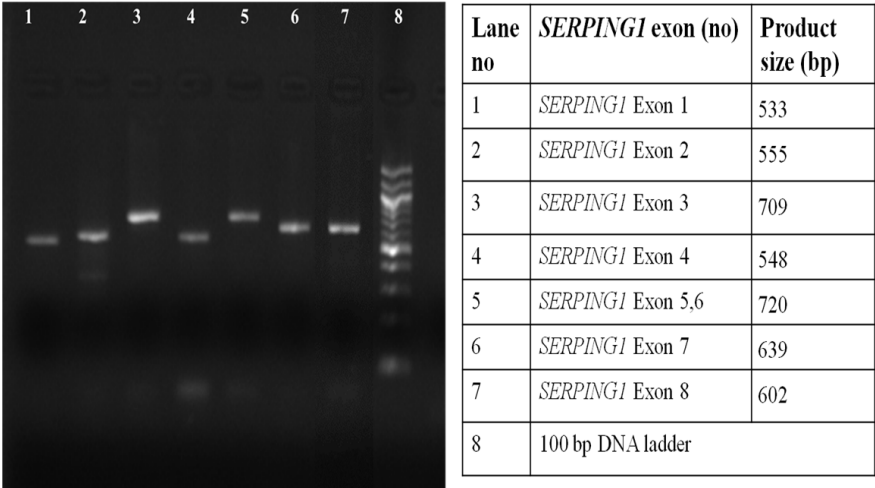 1 2 3 4 5 6 7 8
Lane no SERPING1 exon (no) Product size (bp)
1 SERPING1 Exon 1 533
2 SERPING1 Exon 2 555
3 SERPING1 Exon 3 709
4 SERPING1 Exon 4 548
5 SERPING1 Exon 5,6 720
6 SERPING1 Exon 7 639
7 SERPING1 Exon 8 602
8 100 bp DNA ladder